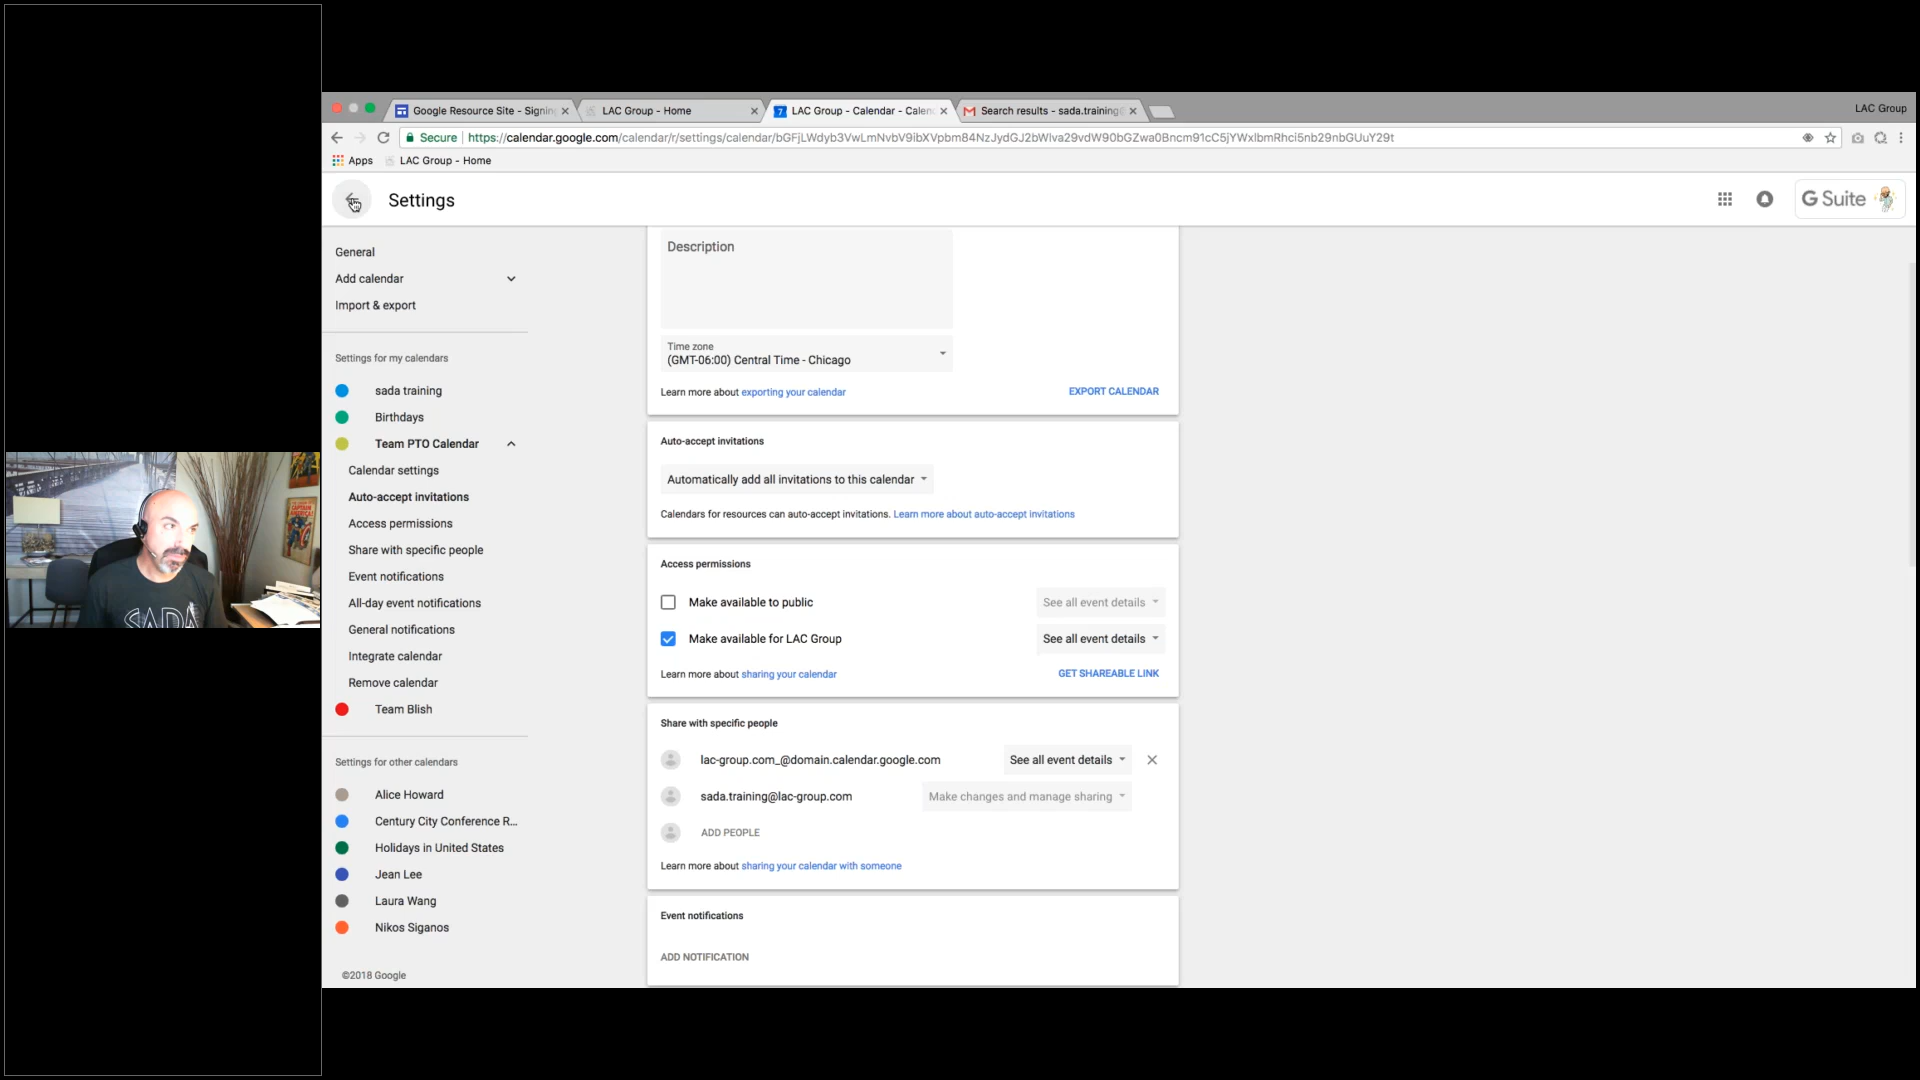 Google Resource Site - Signin
LAC Group - Home
7
LAC Group - Calendar - Calen
Search results - sada.training
LAC Group
Secure
https://calendar.google.com/calendar/r/settings/calendar/bGFjLWdyb3VwLmNvbV9ibXVpbm84NzJydGJ2bWlva29vdW90bGZwa0Bncm91cC5jYWxlbmRhci5nb29nbGUuY29t
Apps
LAC Group - Home
Settings
G Suite
General
Add calendar
Import & export
Settings for my calendars
sada training
Birthdays
Team PTO Calendar
Calendar settings
Auto-accept invitations
Access permissions
Share with specific people
Event notifications
All-day event notifications
General notifications
Integrate calendar
Remove calendar
Team Blish
Settings for other calendars
Alice Howard
Century City Conference R...
Holidays in United States
Jean Lee
Laura Wang
Nikos Siganos
©2018 Google
Description
Time zone
(GMT-06:00) Central Time - Chicago
Learn more about exporting your calendar
EXPORT CALENDAR
Auto-accept invitations
Automatically add all invitations to this calendar
Calendars for resources can auto-accept invitations. Learn more about auto-accept invitations
Access permissions
Make available to public
See all event details
Make available for LAC Group
See all event details
Learn more about sharing your calendar
GET SHAREABLE LINK
Share with specific people
lac-group.com_@domain.calendar.google.com
See all event details
sada.training@lac-group.com
Make changes and manage sharing
ADD PEOPLE
Learn more about sharing your calendar with someone
Event notifications
ADD NOTIFICATION
SADA
CAPTAIN AMERICA